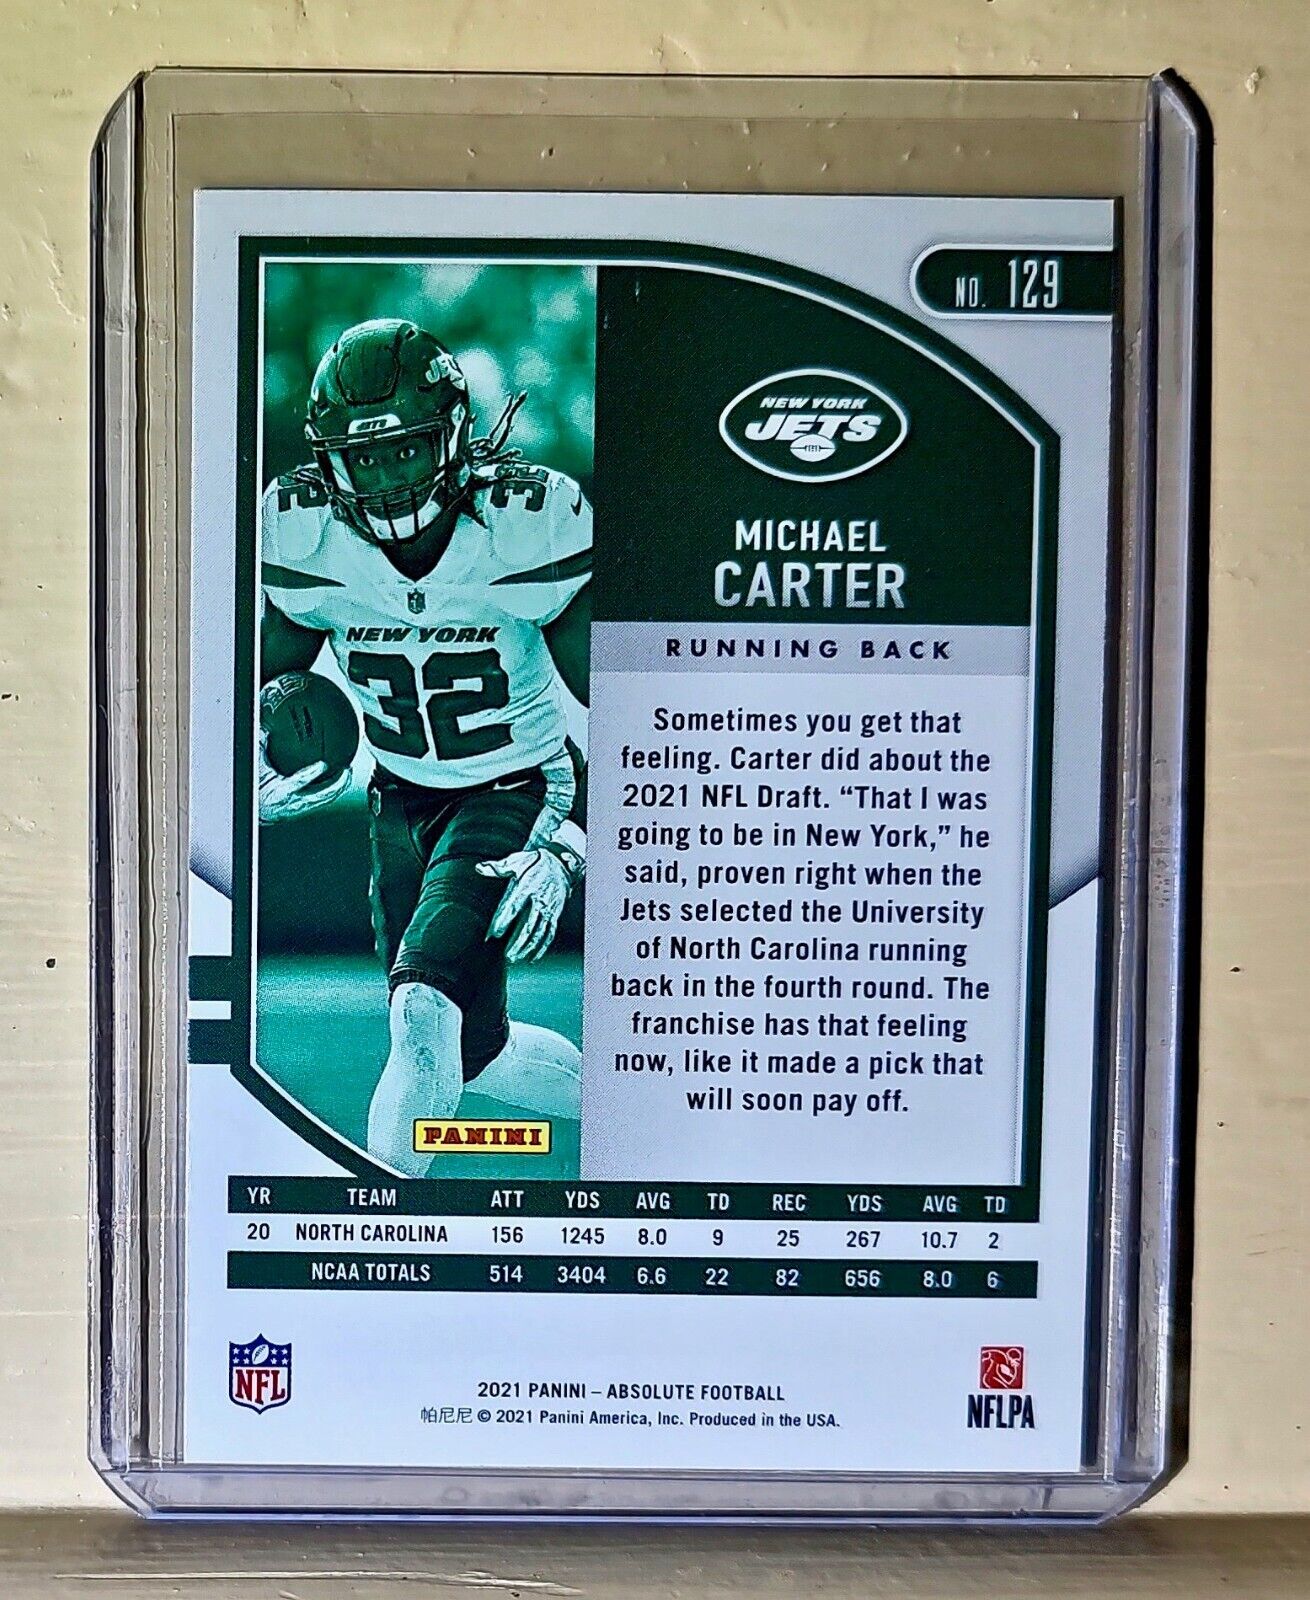 NO. 129
NEW YORK
JETS
MICHAEL
CARTER
RUNNING BACK
JETS
32
32
NEW YORK
32
Sometimes you get that
feeling. Carter did about the
2021 NFL Draft. “That I was
going to be in New York,” he
said, proven right when the
Jets selected the University
of North Carolina running
back in the fourth round. The
franchise has that feeling
now, like it made a pick that
will soon pay off.
PANINI
YR TEAM ATT YDS AVG TD REC YDS AVG TD
20 NORTH CAROLINA 156 1245 8.0 9 25 267 10.7 2
NCAA TOTALS 514 3404 6.6 22 82 656 8.0 6
NFL
2021 PANINI – ABSOLUTE FOOTBALL
帕尼尼 © 2021 Panini America, Inc. Produced in the USA.
NFLPA